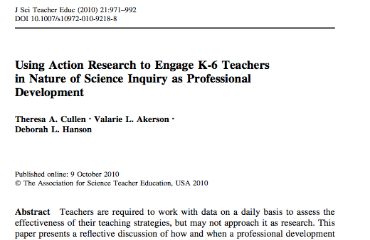 J Sci Teacher Educ (2010) 21:971–992
DOI 10.1007/s10972-010-9218-8
Using Action Research to Engage K-6 Teachers
in Nature of Science Inquiry as Professional
Development
Theresa A. Cullen · Valarie L. Akerson ·
Deborah L. Hanson
Published online: 9 October 2010
© The Association for Science Teacher Education, USA 2010
Abstract Teachers are required to work with data on a daily basis to assess the
effectiveness of their teaching strategies, but may not approach it as research. This
paper presents a reflective discussion of how and when a professional development